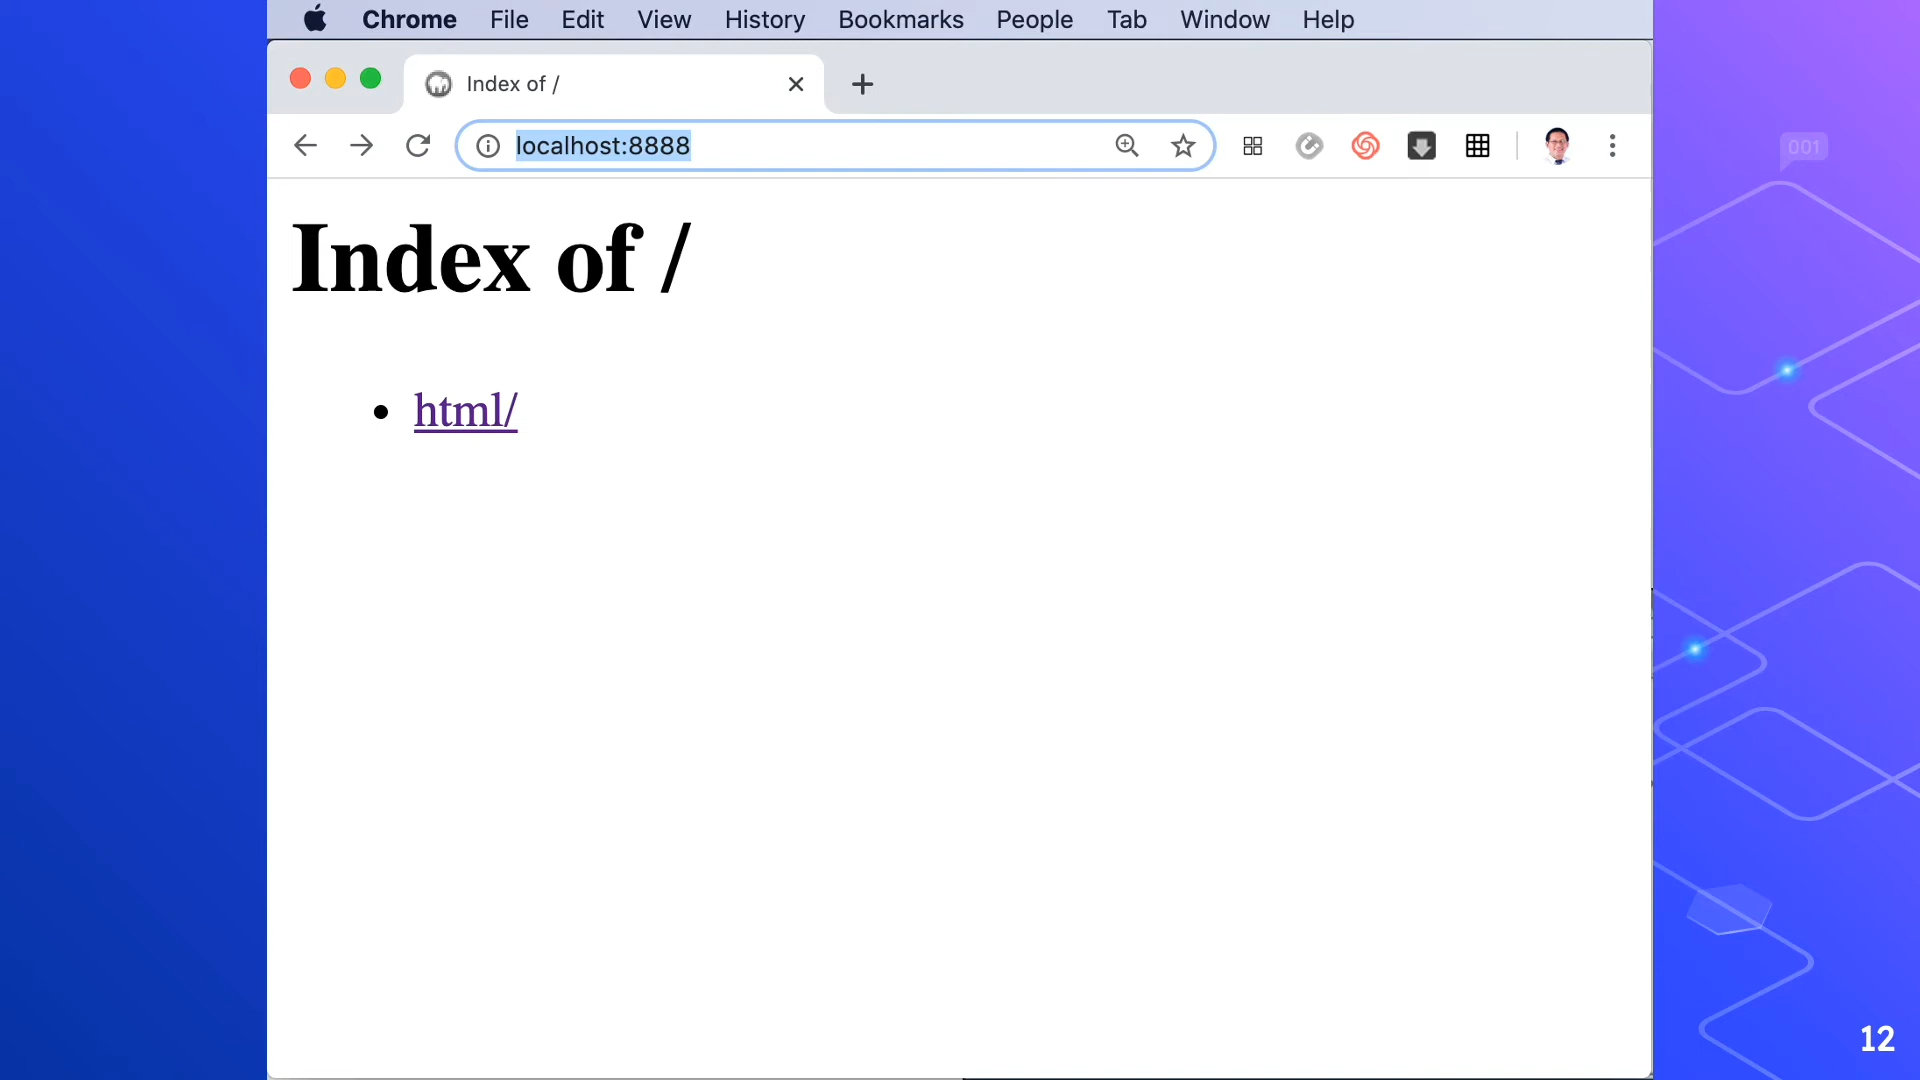 Chrome File Edit View History Bookmarks People Tab Window Help
Index of /
localhost:8888
001
Index of /
html/
12